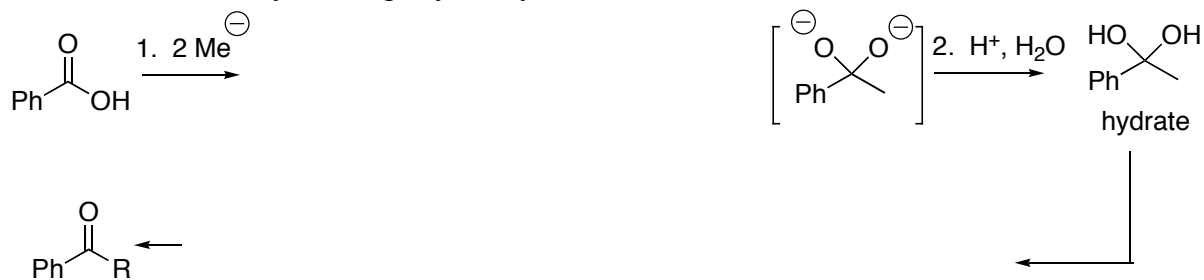 O
1. 2 Me ⊖
Ph OH
⊖ O O ⊖
Ph
2. H⁺, H₂O
HO OH
Ph
hydrate
O
Ph R